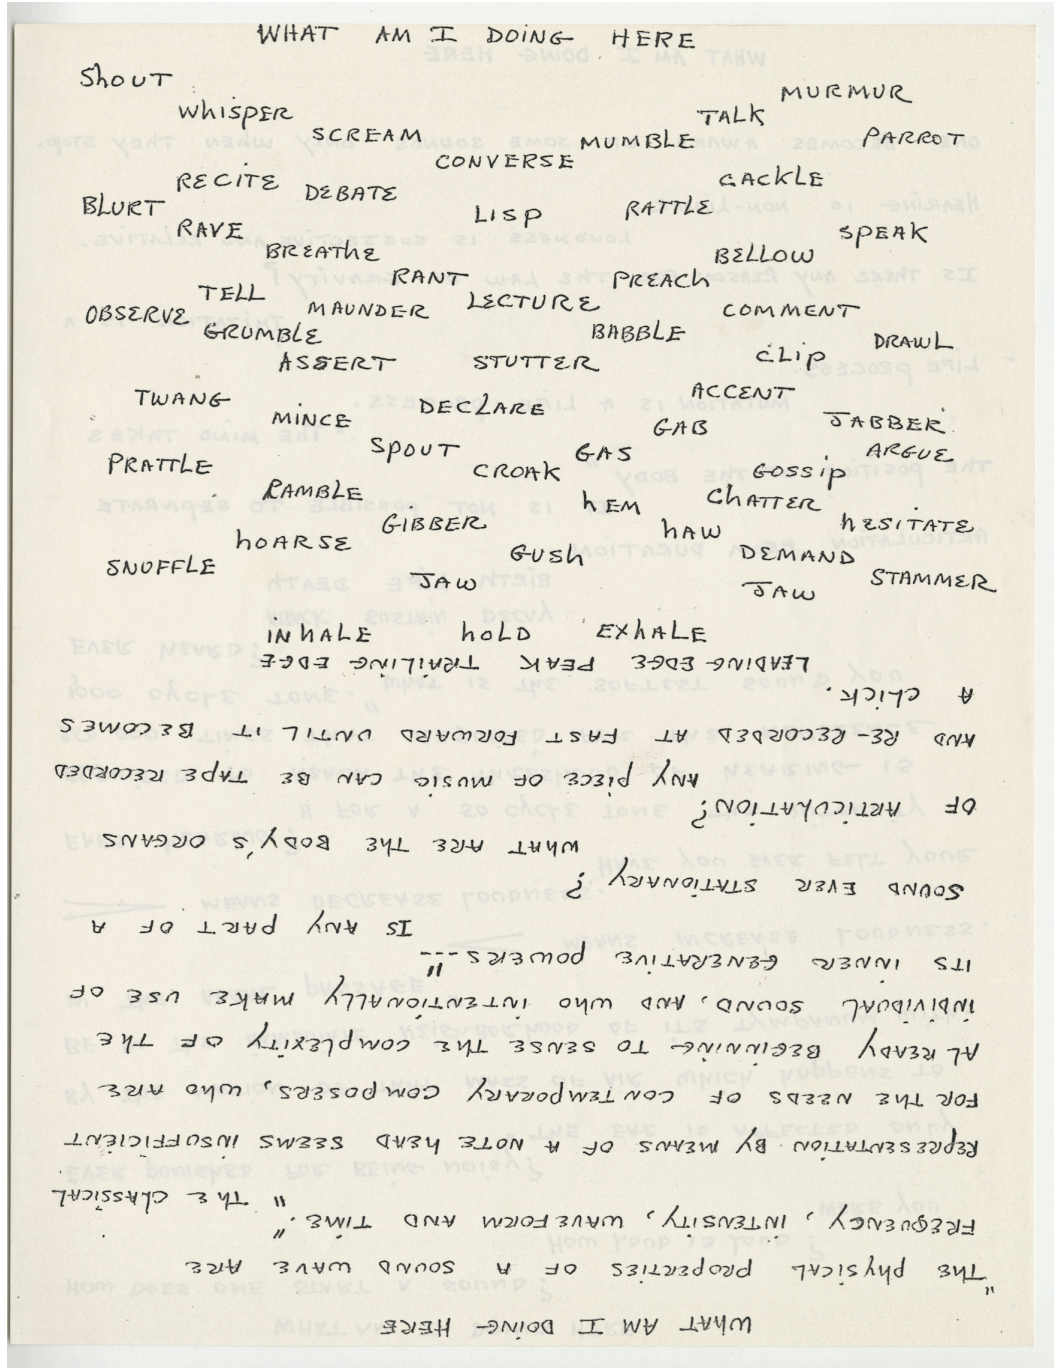 WHAT AM I DOING HERE
ShOUT
MURMUR
WhispER
TALK
SCREAM
MUMBLE
PARROT
CONVERSE
RECITE
DEBATE
CACKLE
BLURT
LISP
RATTLE
RAVE
SPEAK
BREATHE
BELLOW
RANT
PREACh
TELL
MAUNDER
LECTURE
COMMENT
OBSERVE
GRUMBLE
BABBLE
DRAWL
ASSERT
STUTTER
CLIP
TWANG
ACCENT
MINCE
DECLARE
GAB
JABBER
SPOUT
GAS
ARGUE
PRATTLE
CROAK
GOSSIP
RAMBLE
hEM
ChATTER
GIBBER
hAW
hESITATE
hOARSE
GUSh
DEMAND
SNUFFLE
JAW
JAW
STAMMER
INHALE hOLD EXhALE
WHAT AM I DOING HERE
"THE PHYSICAL PROPERTIES OF A SOUND WAVE ARE
FREQUENCY, INTENSITY, WAVEFORM AND TIME." "THE CLASSICAL
REPRESENTATION BY MEANS OF A NOTE HEAD SEEMS INSUFFICIENT
FOR THE NEEDS OF CONTEMPORARY COMPOSERS, WHO ARE
ALREADY BEGINNING TO SENSE THE COMPLEXITY OF THE
INDIVIDUAL SOUND, AND WHO INTENTIONALLY MAKE USE OF
ITS INNER GENERATIVE POWERS---"
IS ANY PART OF A
SOUND EVER STATIONARY?
WHAT ARE THE BODY'S ORGANS
OF ARTICULATION?
ANY PIECE OF MUSIC CAN BE TAPE RECORDED
AND RE-RECORDED AT FAST FORWARD UNTIL IT BECOMES
A CLICK.
LEADING EDGE PEAK TRAILING EDGE